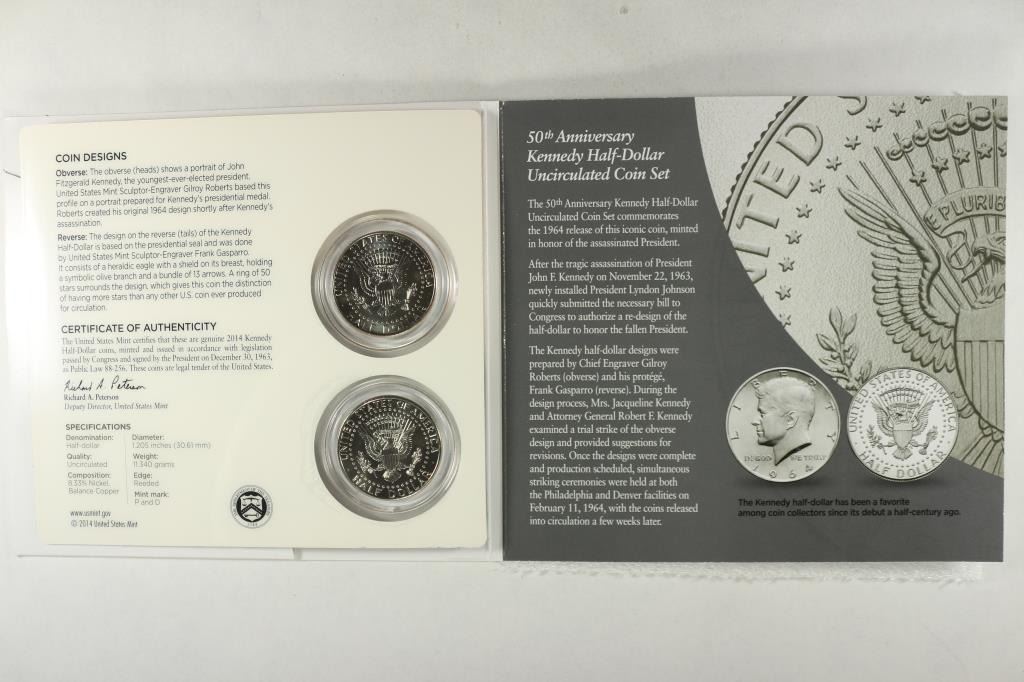 COIN DESIGNS
Obverse: The obverse (heads) shows a portrait of John
Fitzgerald Kennedy, the youngest-ever-elected president.
United States Mint Sculptor-Engraver Gilroy Roberts based this
profile on a portrait prepared for Kennedy's presidential medal.
Roberts created his original 1964 design shortly after Kennedy's
assassination.
Reverse: The design on the reverse (tails) of the Kennedy
Half-Dollar is based on the presidential seal and was done
by United States Mint Sculptor-Engraver Frank Gasparro.
It consists of a heraldic eagle with a shield on its breast, holding
a symbolic olive branch and a bundle of 13 arrows. A ring of 50
stars surrounds the design, which gives this coin the distinction
of having more stars than any other U.S. coin ever produced
for circulation.
CERTIFICATE OF AUTHENTICITY
The United States Mint certifies that these are genuine 2014 Kennedy
Half-Dollar coins, minted and issued in accordance with legislation
passed by Congress and signed by the President on December 30, 1963,
as Public Law 88-256. These coins are legal tender of the United States.
Richard A. Peterson
Richard A. Peterson
Deputy Director, United States Mint
SPECIFICATIONS
Denomination:
Half-dollar
Quality:
Uncirculated
Composition:
8.33% Nickel,
Balance Copper
Diameter:
1.205 inches (30.61 mm)
Weight:
11.340 grams
Edge:
Reeded
Mint mark:
P and D
www.usmint.gov
© 2014 United States Mint
UNITED STATES OF AMERICA
HALF DOLLAR
50th Anniversary
Kennedy Half-Dollar
Uncirculated Coin Set
The 50th Anniversary Kennedy Half-Dollar
Uncirculated Coin Set commemorates
the 1964 release of this iconic coin, minted
in honor of the assassinated President.
After the tragic assassination of President
John F. Kennedy on November 22, 1963,
newly installed President Lyndon Johnson
quickly submitted the necessary bill to
Congress to authorize a re-design of the
half-dollar to honor the fallen President.
The Kennedy half-dollar designs were
prepared by Chief Engraver Gilroy
Roberts (obverse) and his protégé,
Frank Gasparro (reverse). During the
design process, Mrs. Jacqueline Kennedy
and Attorney General Robert F. Kennedy
examined a trial strike of the obverse
design and provided suggestions for
revisions. Once the designs were complete
and production scheduled, simultaneous
striking ceremonies were held at both
the Philadelphia and Denver facilities on
February 11, 1964, with the coins released
into circulation a few weeks later.
UNITED S
E PLURIB
LIBERTY
IN GOD WE TRUST
1964
UNITED STATES OF AMERICA
HALF DOLLAR
The Kennedy half-dollar has been a favorite
among coin collectors since its debut a half-century ago.